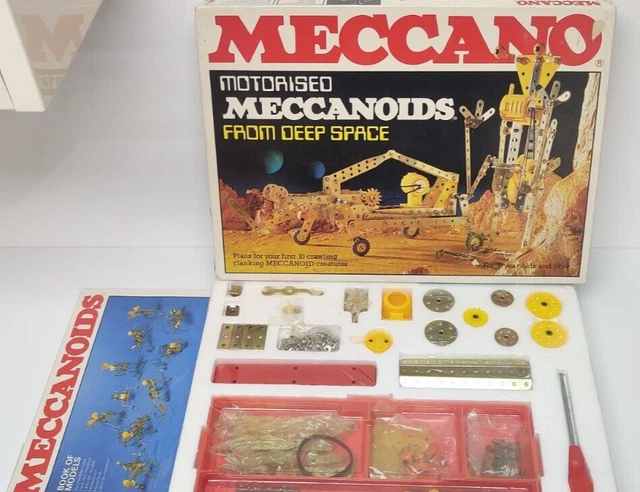 MECCANO
MECCANO®
MOTORISED
MECCANOIDS
FROM DEEP SPACE
Plans for your first 10 crawling
clanking MECCANOID creatures
MECCANOIDS
BOOK OF
MODELS